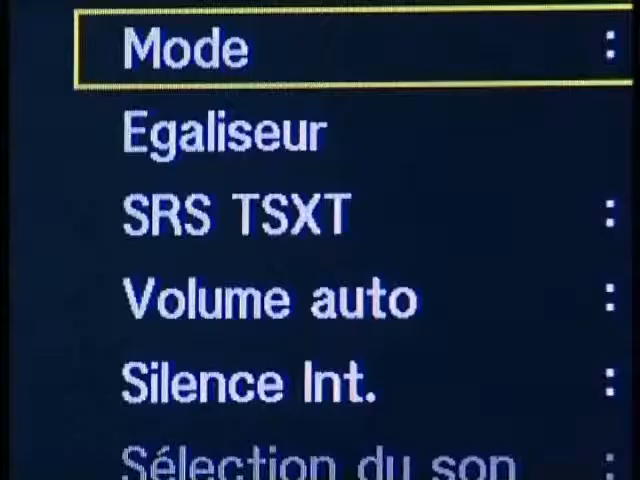 Mode :
Egaliseur
SRS TSXT :
Volume auto :
Silence Int. :
Sélection du son :